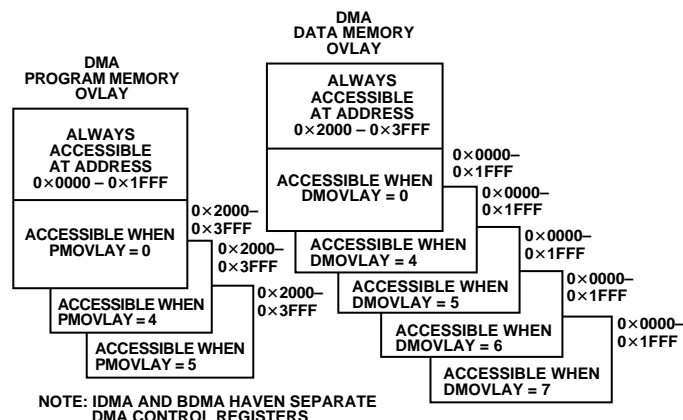 DMA
PROGRAM MEMORY
OVLAY
ALWAYS
ACCESSIBLE
AT ADDRESS
0×0000 – 0×1FFF
ACCESSIBLE WHEN
PMOVLAY = 0
0×2000–
0×3FFF
ACCESSIBLE WHEN
PMOVLAY = 4
0×2000–
0×3FFF
ACCESSIBLE WHEN
PMOVLAY = 5
0×2000–
0×3FFF
DMA
DATA MEMORY
OVLAY
ALWAYS
ACCESSIBLE
AT ADDRESS
0×2000 – 0×3FFF
ACCESSIBLE WHEN
DMOVLAY = 0
0×0000–
0×1FFF
ACCESSIBLE WHEN
DMOVLAY = 4
0×0000–
0×1FFF
ACCESSIBLE WHEN
DMOVLAY = 5
0×0000–
0×1FFF
ACCESSIBLE WHEN
DMOVLAY = 6
0×0000–
0×1FFF
ACCESSIBLE WHEN
DMOVLAY = 7
0×0000–
0×1FFF
NOTE: IDMA AND BDMA HAVEN SEPARATE
DMA CONTROL REGISTERS